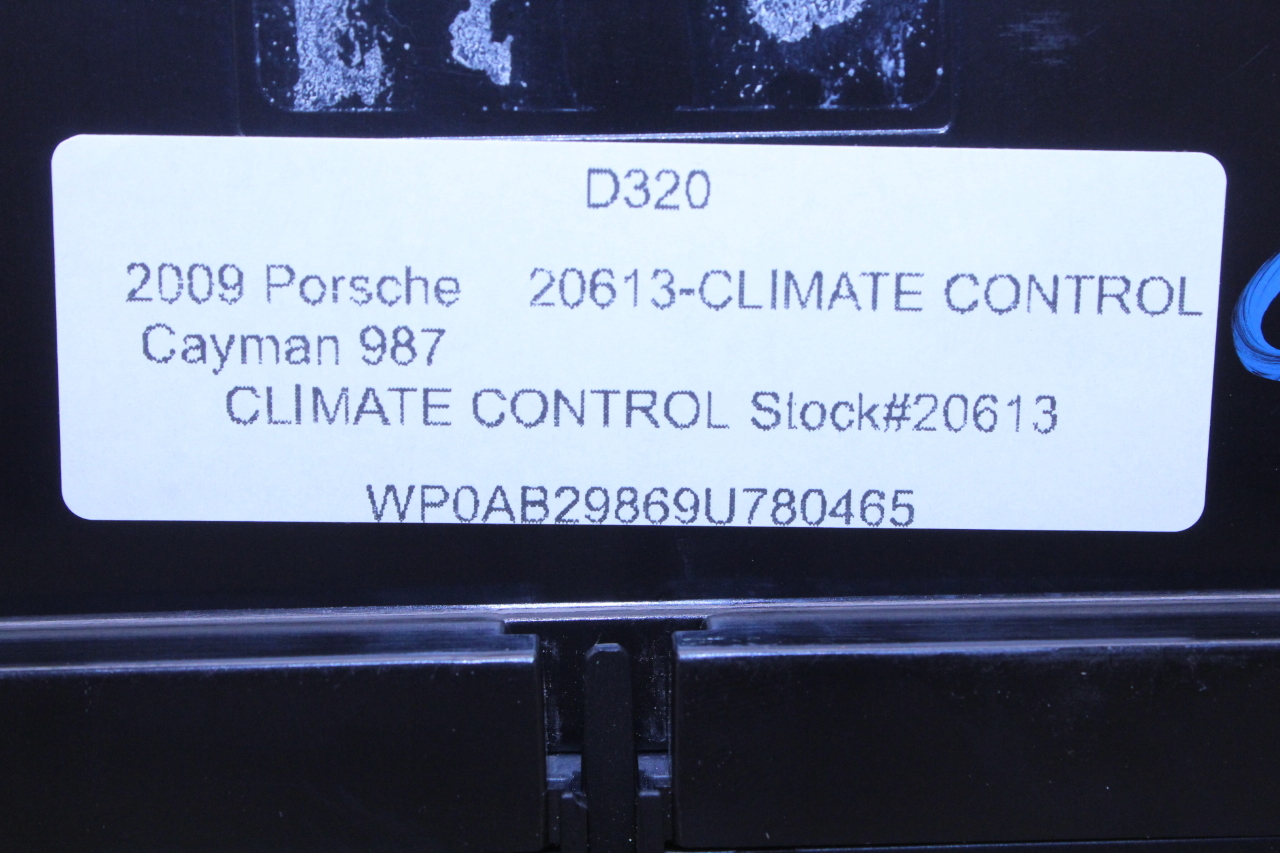 D320
2009 Porsche 20613-CLIMATE CONTROL
Cayman 987
CLIMATE CONTROL Stock#20613
WP0AB29869U780465